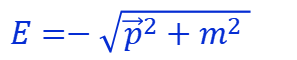 E = − √(p⃗² + m²)